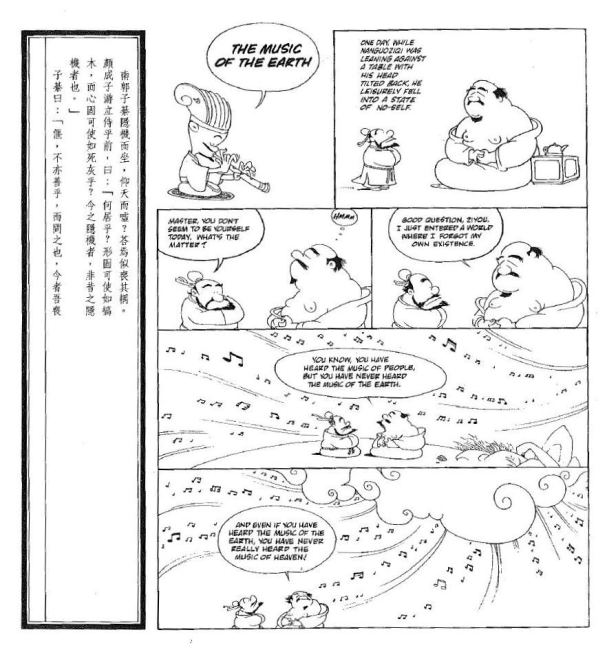 南郭子綦隱機而坐，仰天而噓？答焉似喪其耦。
顏成子游立侍乎前，曰：「何居乎？形固可使如槁
木，而心固可使如死灰乎？今之隱機者，非昔之隱
機者也。」
子綦曰：「偃，不亦善乎，而問之也，今者吾喪
THE MUSIC
OF THE EARTH
ONE DAY, WHILE
NANGUOZIQI WAS
LEANING AGAINST
A TABLE WITH
HIS HEAD
TILTED BACK, HE
LEISURELY FELL
INTO A STATE
OF NO-SELF.
MASTER, YOU DON'T
SEEM TO BE YOURSELF
TODAY. WHAT'S THE
MATTER?
HMMM
GOOD QUESTION, ZIYOU.
I JUST ENTERED A WORLD
WHERE I FORGOT MY
OWN EXISTENCE.
YOU KNOW, YOU HAVE
HEARD THE MUSIC OF PEOPLE,
BUT YOU HAVE NEVER HEARD
THE MUSIC OF THE EARTH.
AND EVEN IF YOU HAVE
HEARD THE MUSIC OF THE
EARTH, YOU HAVE NEVER
REALLY HEARD THE
MUSIC OF HEAVEN!